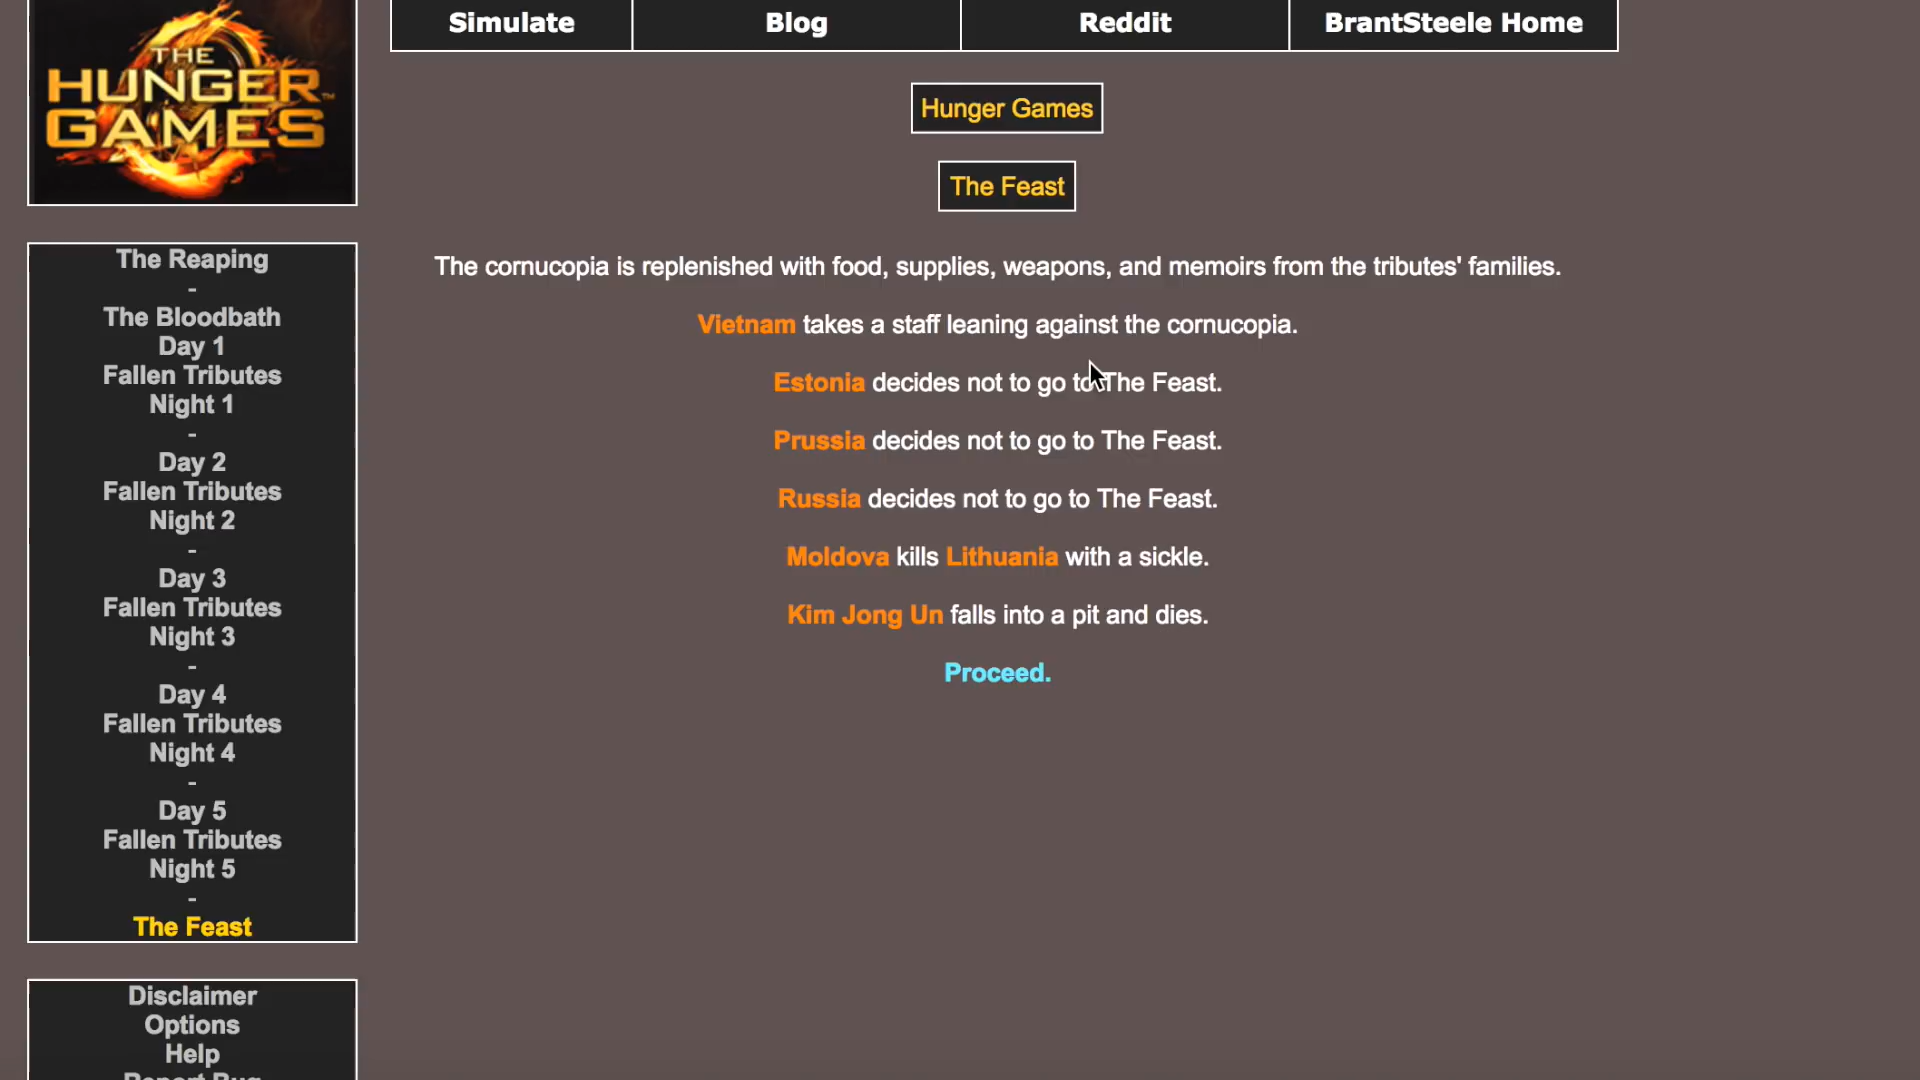 THE
HUNGER
GAMES
TM
Simulate
Blog
Reddit
BrantSteele Home
Hunger Games
The Feast
The Reaping
-
The Bloodbath
Day 1
Fallen Tributes
Night 1
-
Day 2
Fallen Tributes
Night 2
-
Day 3
Fallen Tributes
Night 3
-
Day 4
Fallen Tributes
Night 4
-
Day 5
Fallen Tributes
Night 5
-
The Feast
Disclaimer
Options
Help
Report Bug
The cornucopia is replenished with food, supplies, weapons, and memoirs from the tributes' families.
Vietnam takes a staff leaning against the cornucopia.
Estonia decides not to go to The Feast.
Prussia decides not to go to The Feast.
Russia decides not to go to The Feast.
Moldova kills Lithuania with a sickle.
Kim Jong Un falls into a pit and dies.
Proceed.